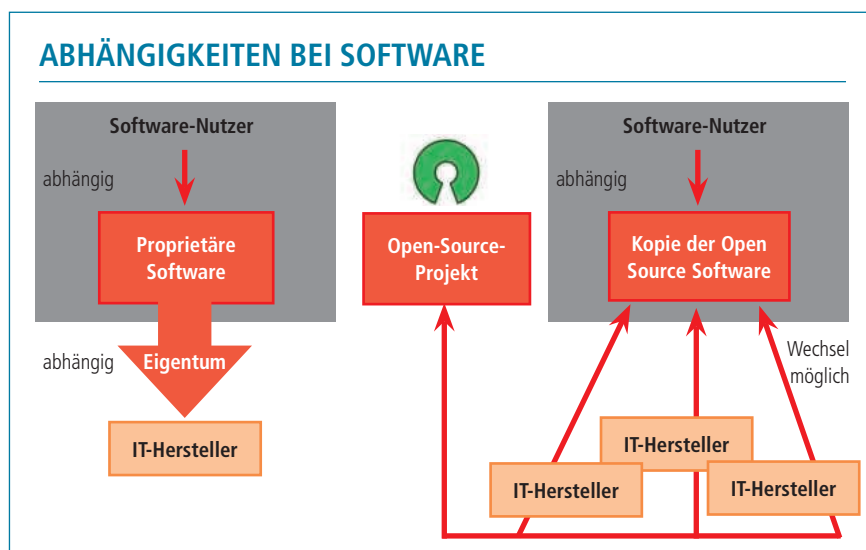 ABHÄNGIGKEITEN BEI SOFTWARE
Software-Nutzer
abhängig
Proprietäre
Software
abhängig
Eigentum
IT-Hersteller
Open-Source-
Projekt
Software-Nutzer
abhängig
Kopie der Open
Source Software
Wechsel
möglich
IT-Hersteller
IT-Hersteller
IT-Hersteller